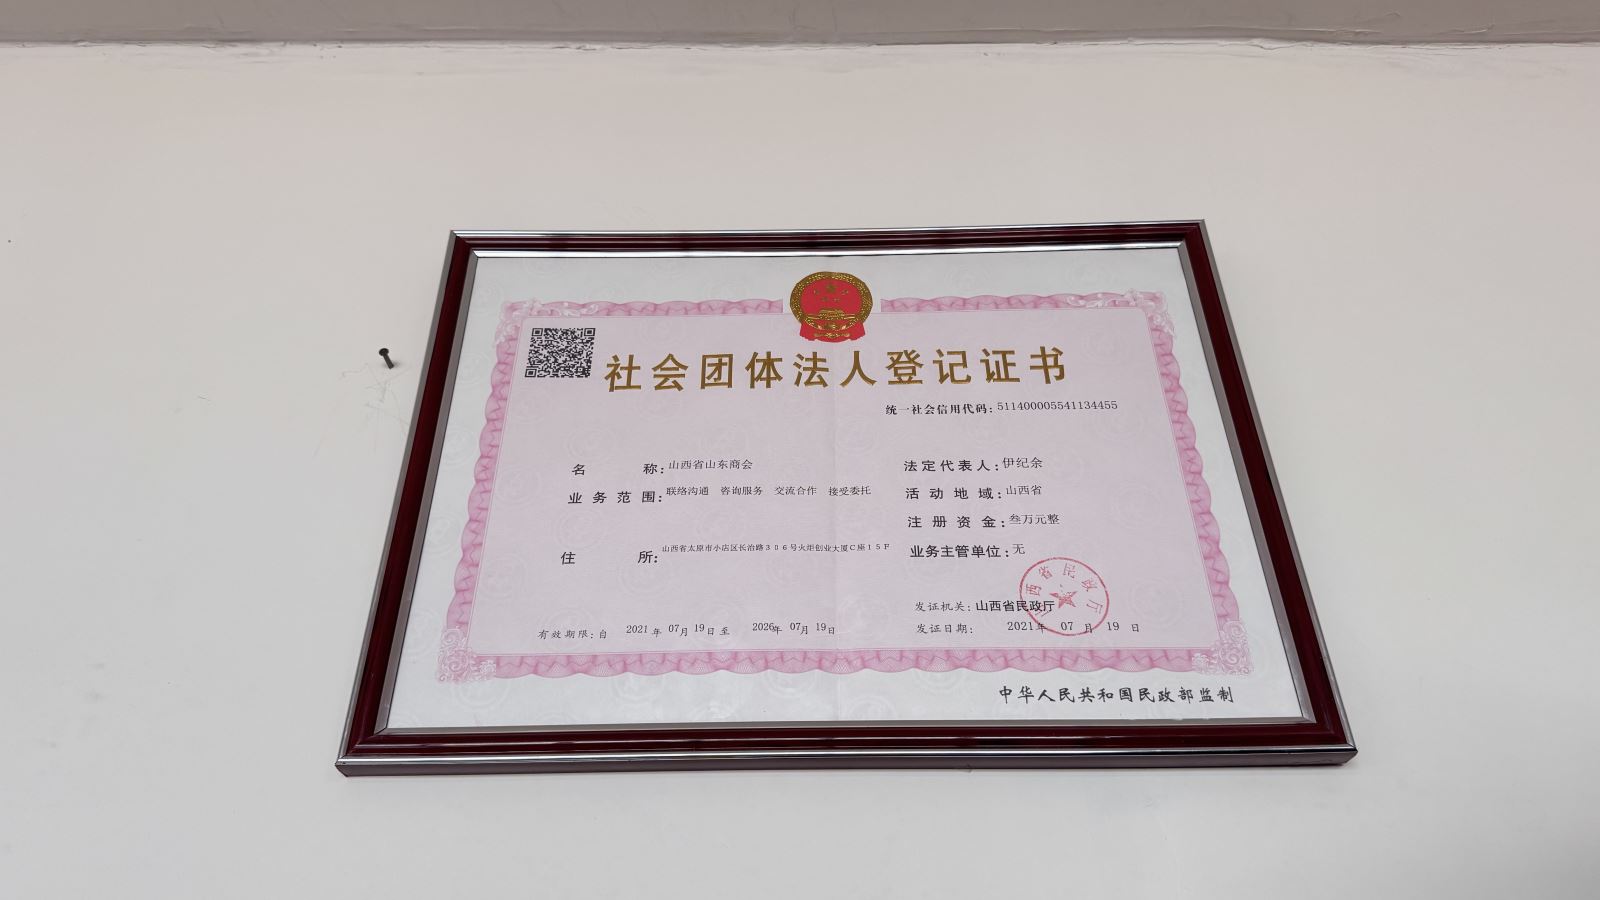 社会团体法人登记证书
统一社会信用代码：511400005541134455
名称：山西省山东商会
业务范围：联络沟通 咨询服务 交流合作 接受委托
住所：山西省太原市小店区长治路306号火炬创业大厦C座15F
法定代表人：伊纪余
活动地域：山西省
注册资金：叁万元整
业务主管单位：无
山西省民政厅
发证机关：山西省民政厅
发证日期：2021年07月19日
有效期限：自2021年07月19日至2026年07月19日
中华人民共和国民政部监制